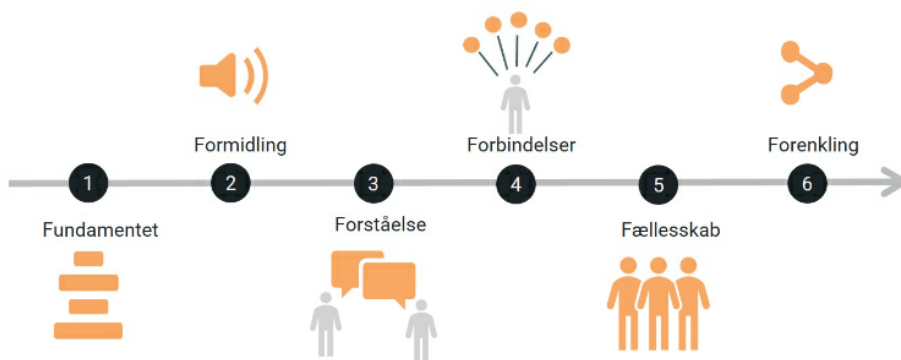 Formidling
Forbindelser
Forenkling
1
2
3
4
5
6
Fundamentet
Forståelse
Fællesskab